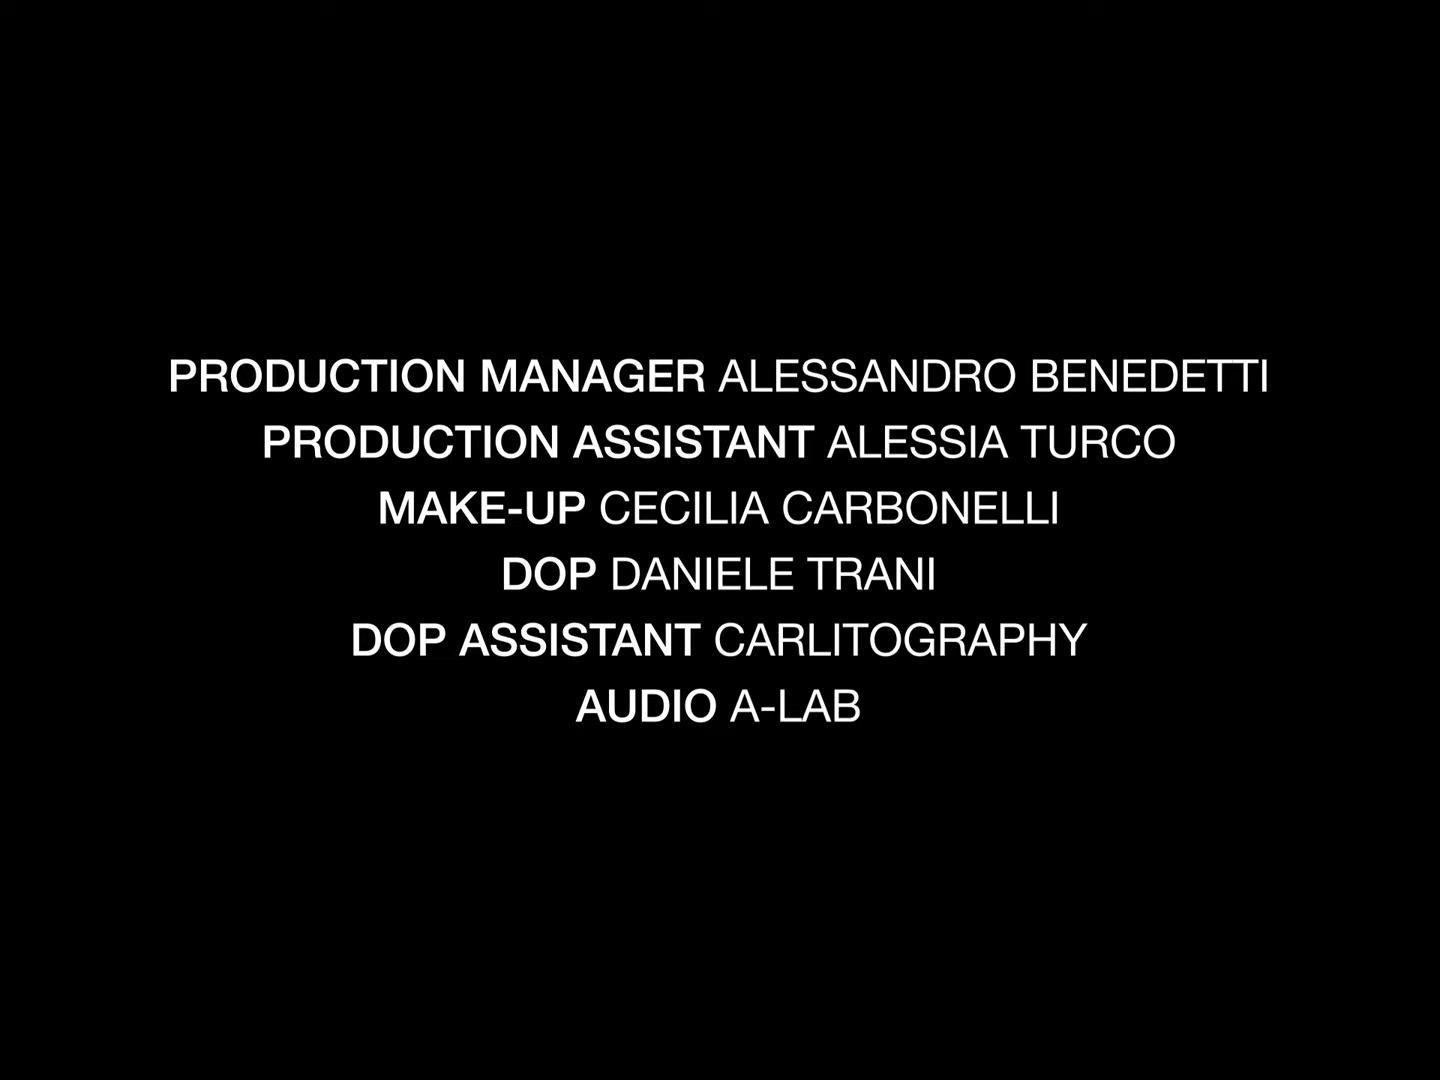 PRODUCTION MANAGER ALESSANDRO BENEDETTI
PRODUCTION ASSISTANT ALESSIA TURCO
MAKE-UP CECILIA CARBONELLI
DOP DANIELE TRANI
DOP ASSISTANT CARLITOGRAPHY
AUDIO A-LAB